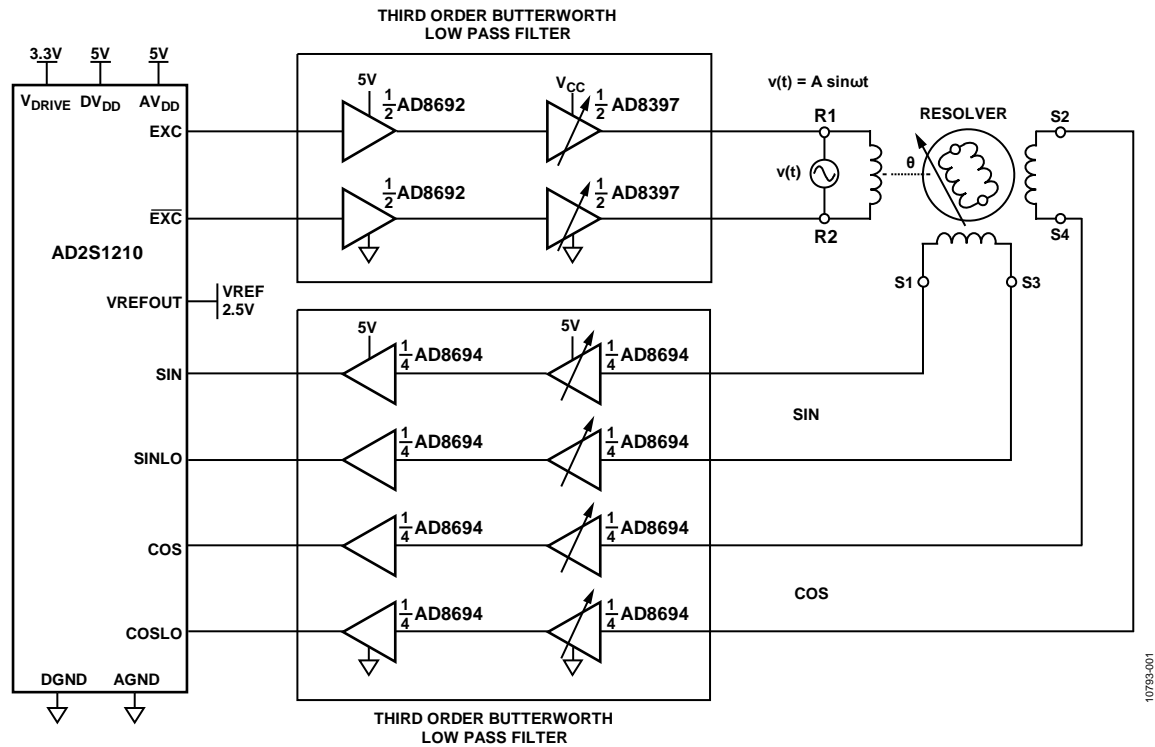 THIRD ORDER BUTTERWORTH
LOW PASS FILTER
3.3V
5V
5V
VDRIVE
DVDD
AVDD
EXC
EXC
AD2S1210
VREFOUT
VREF
2.5V
SIN
SINLO
COS
COSLO
DGND
AGND
5V
1/2 AD8692
VCC
1/2 AD8397
1/2 AD8692
1/2 AD8397
v(t) = A sinωt
R1
v(t)
R2
RESOLVER
θ
S2
S4
S1
S3
5V
1/4 AD8694
5V
1/4 AD8694
SIN
1/4 AD8694
1/4 AD8694
1/4 AD8694
1/4 AD8694
COS
1/4 AD8694
1/4 AD8694
THIRD ORDER BUTTERWORTH
LOW PASS FILTER
10793-001